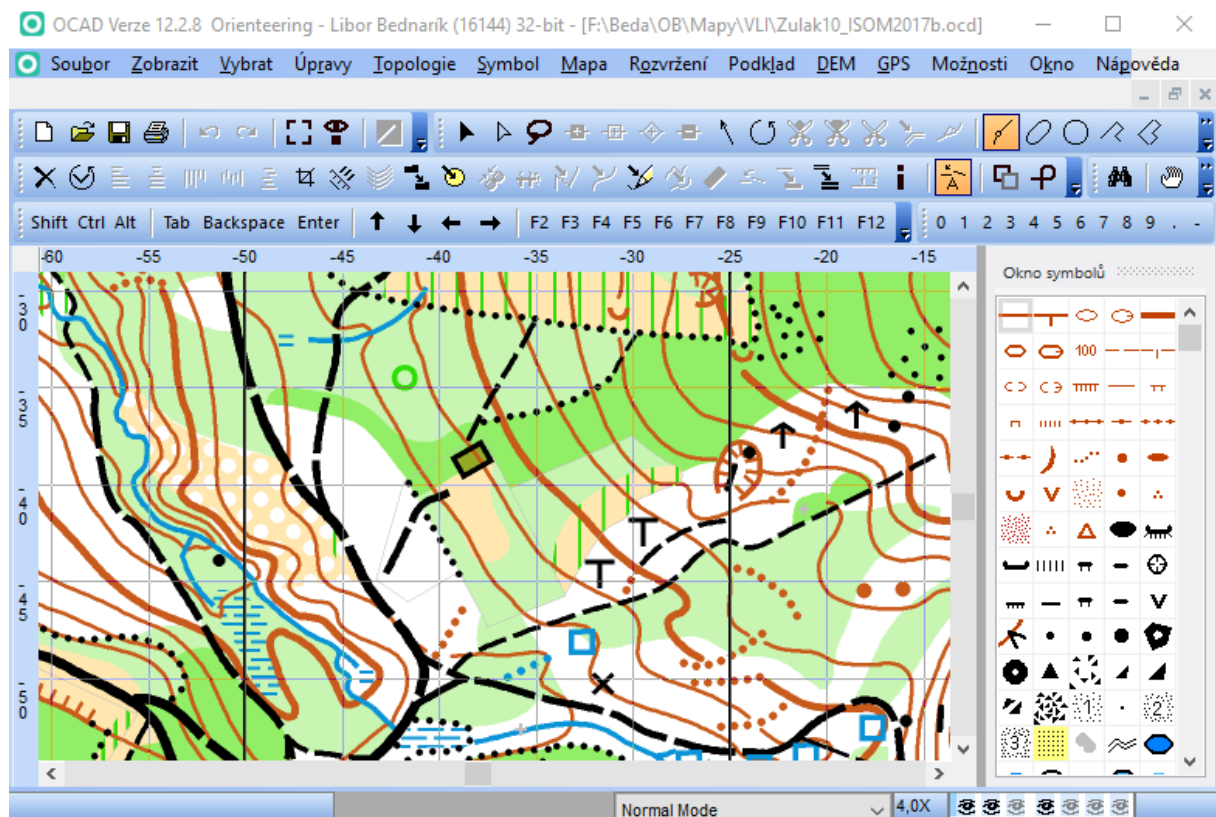 OCAD Verze 12.2.8 Orienteering - Libor Bednarík (16144) 32-bit - [F:\Beda\OB\Mapy\VLI\Zulak10_ISOM2017b.ocd]
Soubor Zobrazit Vybrat Úpravy Topologie Symbol Mapa Rozvržení Podklad DEM GPS Možnosti Okno Nápověda
Shift Ctrl Alt Tab Backspace Enter ↑ ↓ ← → F2 F3 F4 F5 F6 F7 F8 F9 F10 F11 F12 0 1 2 3 4 5 6 7 8 9 . -
-60 -55 -50 -45 -40 -35 -30 -25 -20 -15
Okno symbolů
-30
100
-35
-40
-45
-50
1
2
3
Normal Mode 4,0X